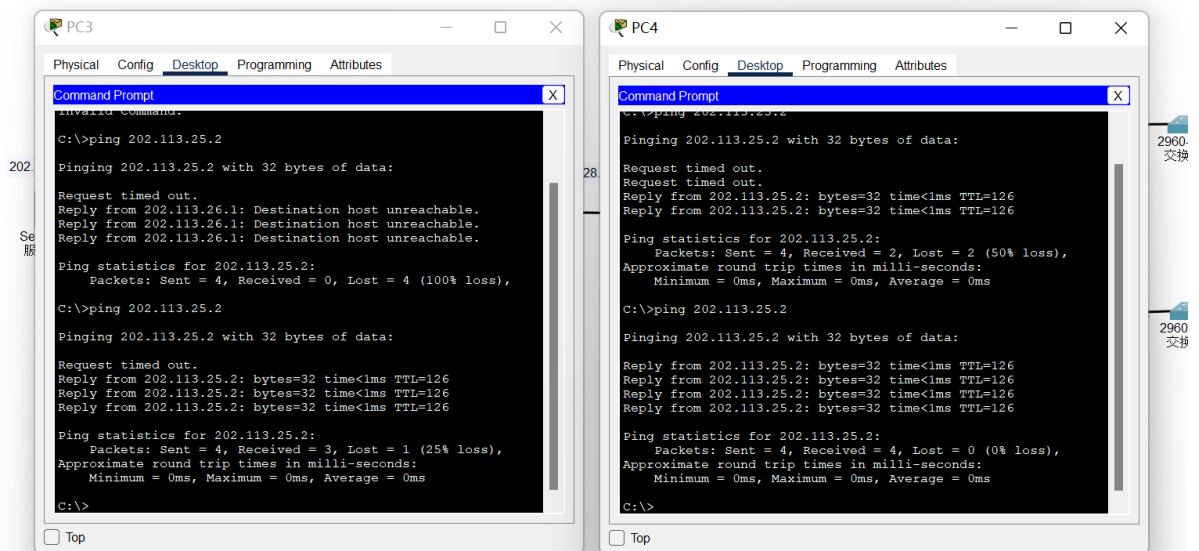 PC3
Physical Config Desktop Programming Attributes
Command Prompt
X
Invalid Command.
C:\>ping 202.113.25.2
Pinging 202.113.25.2 with 32 bytes of data:
Request timed out.
Reply from 202.113.26.1: Destination host unreachable.
Reply from 202.113.26.1: Destination host unreachable.
Reply from 202.113.26.1: Destination host unreachable.
Ping statistics for 202.113.25.2:
Packets: Sent = 4, Received = 0, Lost = 4 (100% loss),
C:\>ping 202.113.25.2
Pinging 202.113.25.2 with 32 bytes of data:
Request timed out.
Reply from 202.113.25.2: bytes=32 time<1ms TTL=126
Reply from 202.113.25.2: bytes=32 time<1ms TTL=126
Reply from 202.113.25.2: bytes=32 time<1ms TTL=126
Ping statistics for 202.113.25.2:
Packets: Sent = 4, Received = 3, Lost = 1 (25% loss),
Approximate round trip times in milli-seconds:
Minimum = 0ms, Maximum = 0ms, Average = 0ms
C:\>
Top
PC4
Physical Config Desktop Programming Attributes
Command Prompt
X
C:\>ping 202.113.25.2
Pinging 202.113.25.2 with 32 bytes of data:
Request timed out.
Request timed out.
Reply from 202.113.25.2: bytes=32 time<1ms TTL=126
Reply from 202.113.25.2: bytes=32 time<1ms TTL=126
Ping statistics for 202.113.25.2:
Packets: Sent = 4, Received = 2, Lost = 2 (50% loss),
Approximate round trip times in milli-seconds:
Minimum = 0ms, Maximum = 0ms, Average = 0ms
C:\>ping 202.113.25.2
Pinging 202.113.25.2 with 32 bytes of data:
Reply from 202.113.25.2: bytes=32 time<1ms TTL=126
Reply from 202.113.25.2: bytes=32 time<1ms TTL=126
Reply from 202.113.25.2: bytes=32 time<1ms TTL=126
Reply from 202.113.25.2: bytes=32 time<1ms TTL=126
Ping statistics for 202.113.25.2:
Packets: Sent = 4, Received = 4, Lost = 0 (0% loss),
Approximate round trip times in milli-seconds:
Minimum = 0ms, Maximum = 0ms, Average = 0ms
C:\>
Top
202.
Se
服
28.
2960-
交换
2960
交换